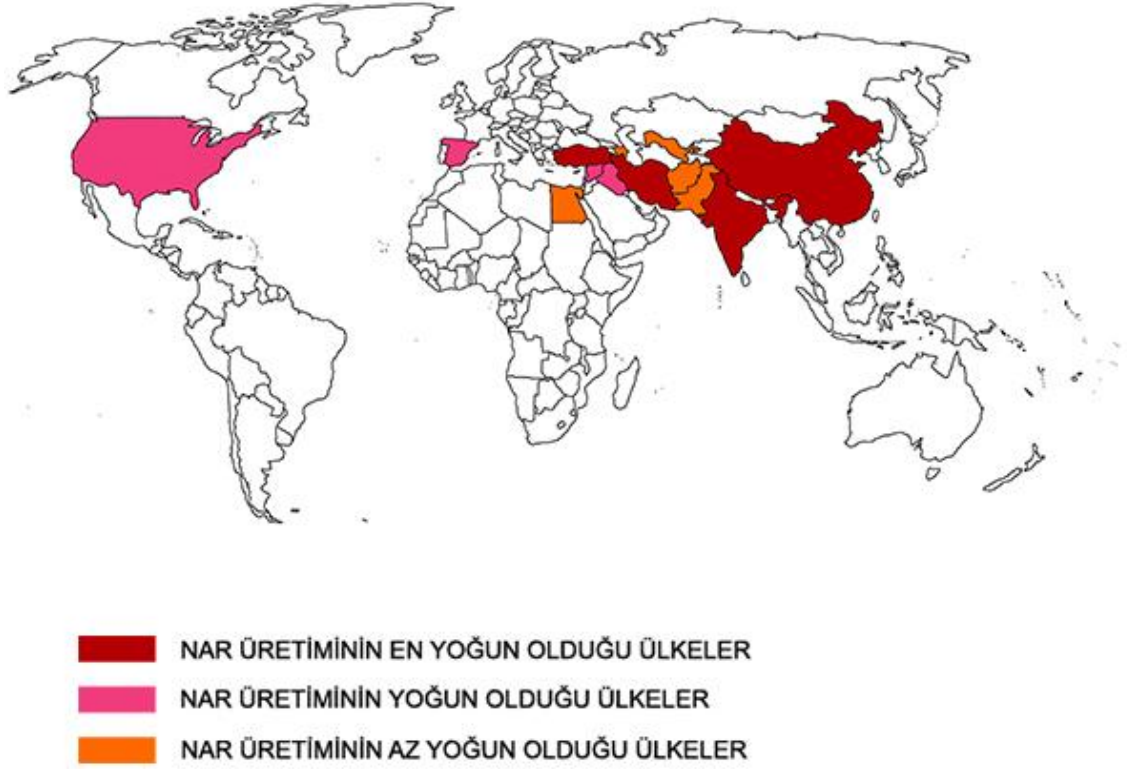 NAR ÜRETİMİNİN EN YOĞUN OLDUĞU ÜLKELER
NAR ÜRETİMİNİN YOĞUN OLDUĞU ÜLKELER
NAR ÜRETİMİNİN AZ YOĞUN OLDUĞU ÜLKELER